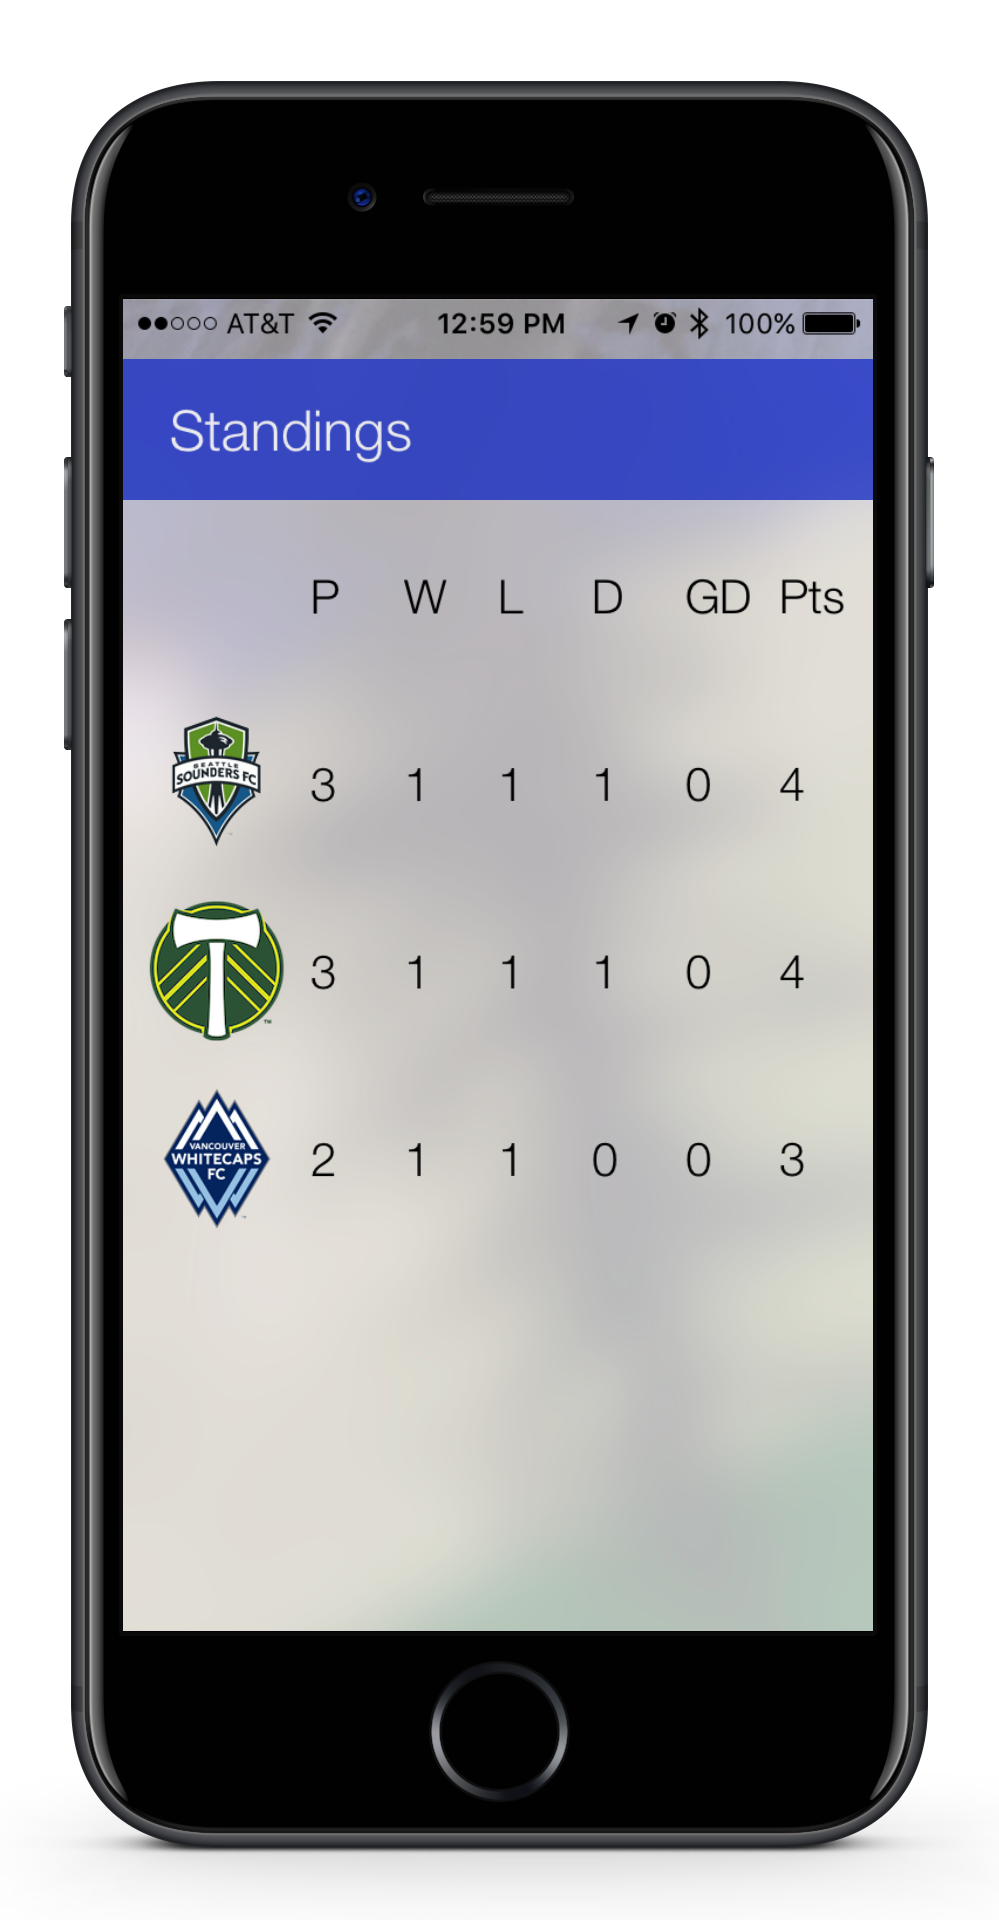 AT&T 12:59 PM 100%
Standings
P W L D GD Pts
SEATTLE
SOUNDERS FC
3 1 1 1 0 4
3 1 1 1 0 4
TM
VANCOUVER
WHITECAPS
FC
2 1 1 0 0 3